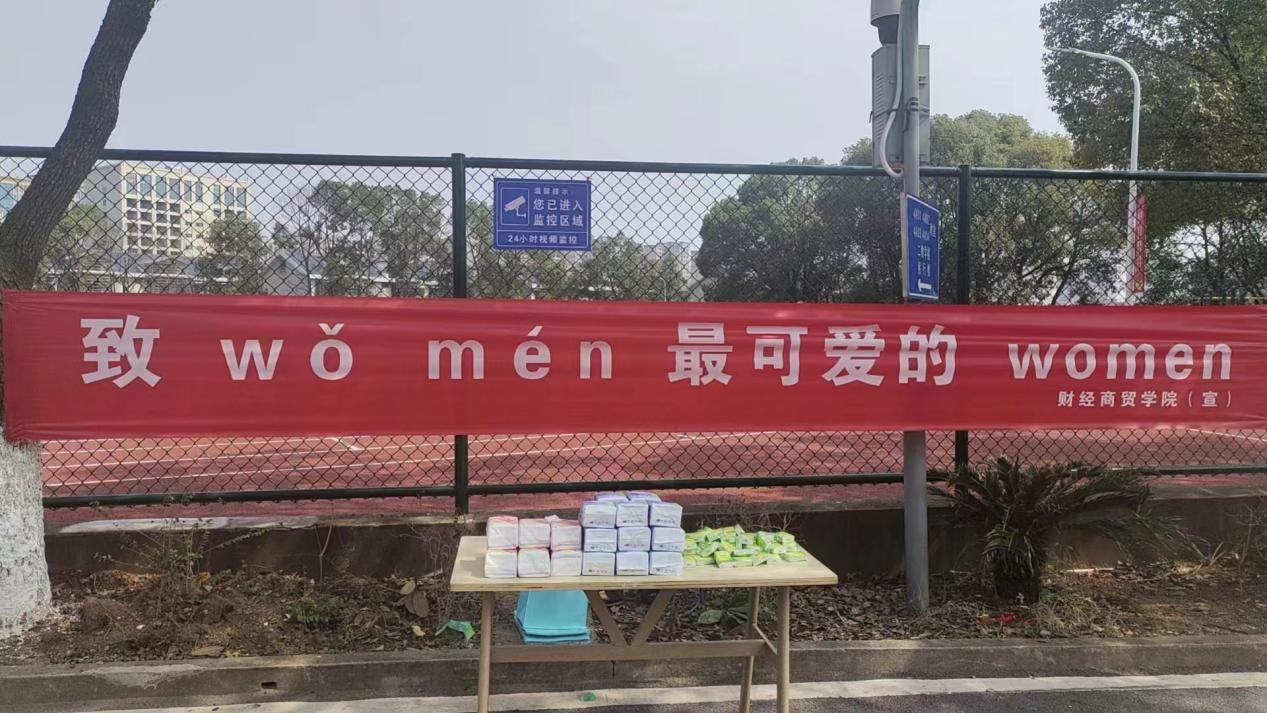 温馨提示:
您已进入
监控区域
24小时视频监控
致 wǒ mén 最可爱的 women
财经商贸学院（宣）